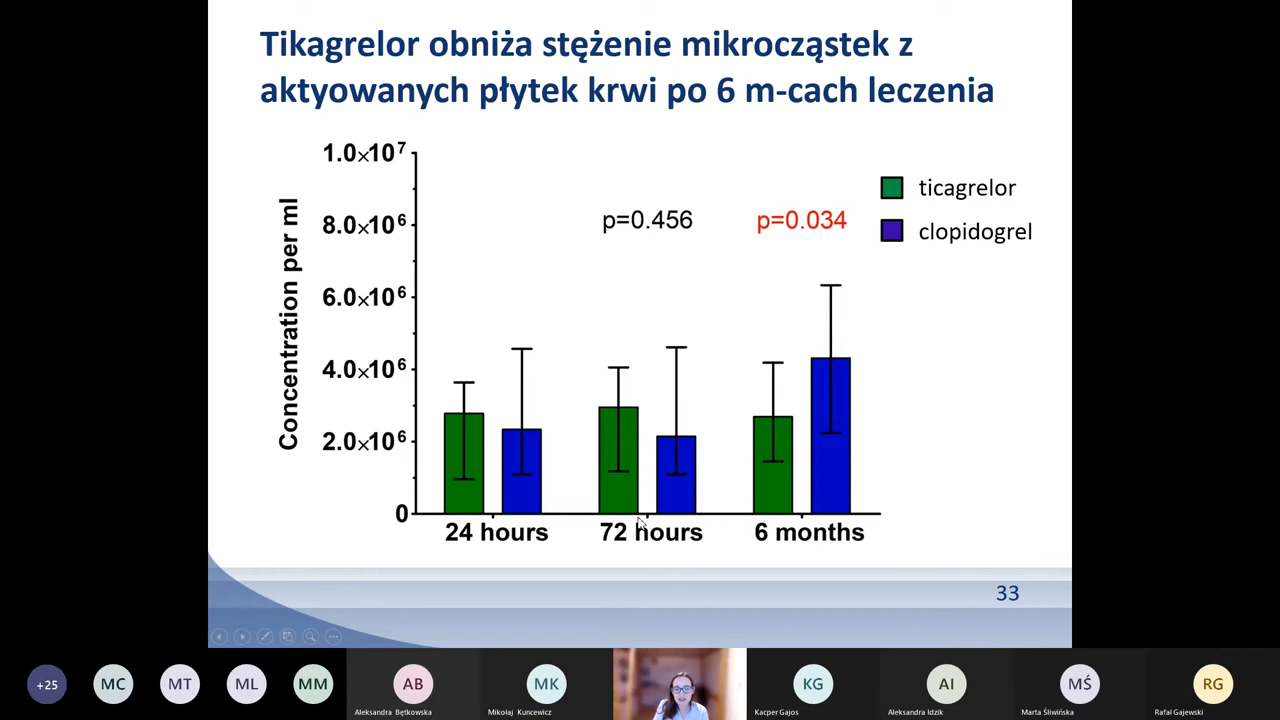 Tikagrelor obniża stężenie mikrocząstek z
aktyowanych płytek krwi po 6 m-cach leczenia
Concentration per ml
1.0×10⁷
8.0×10⁶
6.0×10⁶
4.0×10⁶
2.0×10⁶
0
p=0.456
p=0.034
ticagrelor
clopidogrel
24 hours
72 hours
6 months
33
+25
MC
MT
ML
MM
AB
Aleksandra Bętkowska
MK
Mikołaj Kuncewicz
KG
Kacper Gajos
AI
Aleksandra Idzik
MŚ
Marta Śliwińska
RG
Rafał Gajewski